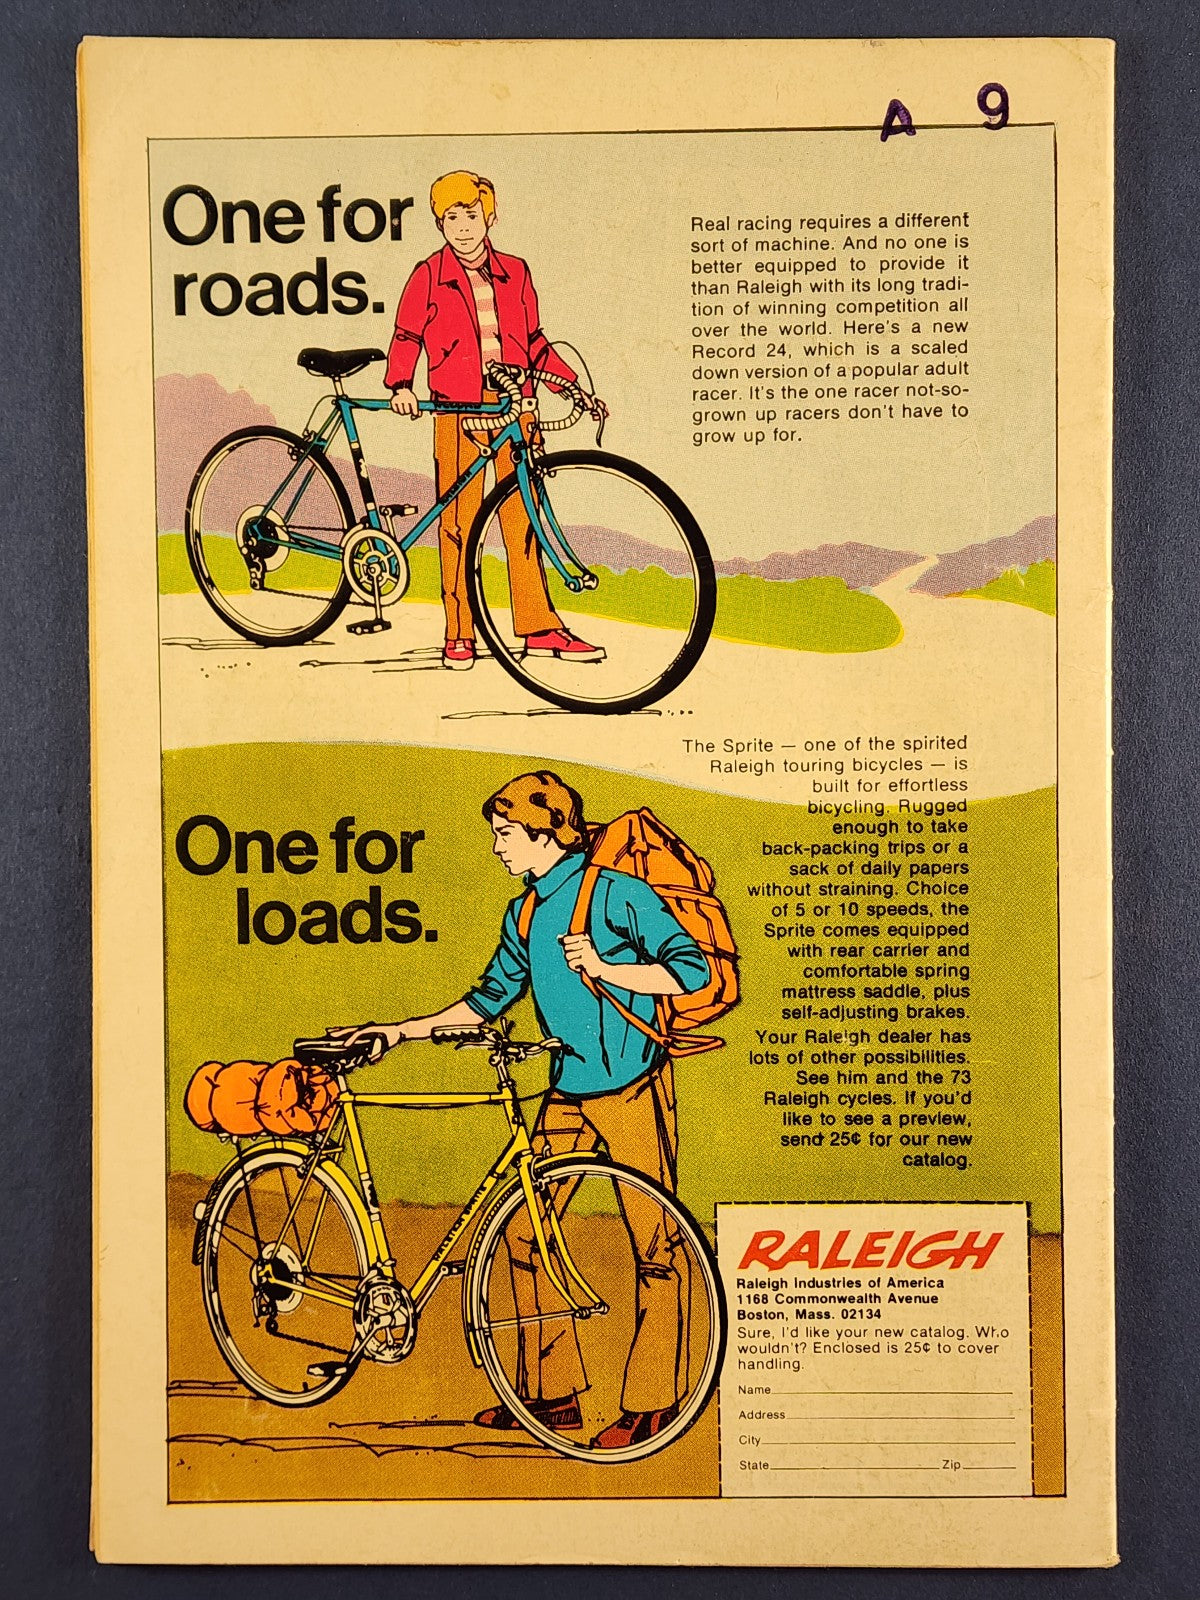 A 9
One for
roads.
Real racing requires a different
sort of machine. And no one is
better equipped to provide it
than Raleigh with its long tradi-
tion of winning competition all
over the world. Here's a new
Record 24, which is a scaled
down version of a popular adult
racer. It's the one racer not-so-
grown up racers don't have to
grow up for.
RALEIGH
The Sprite — one of the spirited
Raleigh touring bicycles — is
built for effortless
bicycling. Rugged
enough to take
back-packing trips or a
sack of daily papers
without straining. Choice
of 5 or 10 speeds, the
Sprite comes equipped
with rear carrier and
comfortable spring
mattress saddle, plus
self-adjusting brakes.
One for
loads.
Your Raleigh dealer has
lots of other possibilities.
See him and the 73
Raleigh cycles. If you'd
like to see a preview,
send 25¢ for our new
catalog.
RALEIGH SPRITE
RALEIGH
Raleigh Industries of America
1168 Commonwealth Avenue
Boston, Mass. 02134
Sure, I'd like your new catalog. Who
wouldn't? Enclosed is 25¢ to cover
handling.
Name
Address
City
State Zip